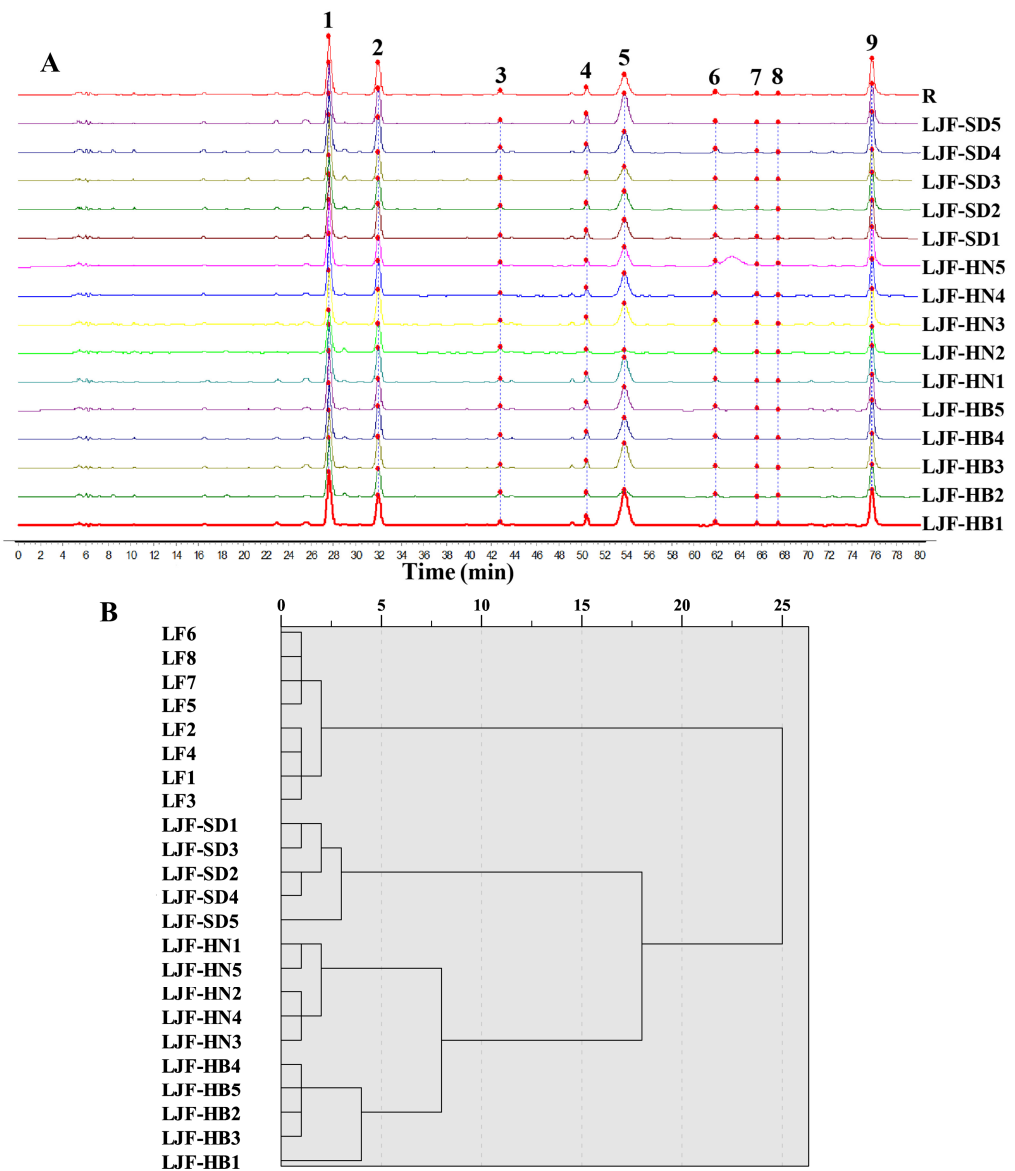 A
1 2 3 4 5 6 7 8 9
R
LJF-SD5
LJF-SD4
LJF-SD3
LJF-SD2
LJF-SD1
LJF-HN5
LJF-HN4
LJF-HN3
LJF-HN2
LJF-HN1
LJF-HB5
LJF-HB4
LJF-HB3
LJF-HB2
LJF-HB1
0 2 4 6 8 10 12 14 16 18 20 22 24 26 28 30 32 34 36 38 40 42 44 46 48 50 52 54 56 58 60 62 64 66 68 70 72 74 76 78 80
Time (min)
B
0 5 10 15 20 25
LF6
LF8
LF7
LF5
LF2
LF4
LF1
LF3
LJF-SD1
LJF-SD3
LJF-SD2
LJF-SD4
LJF-SD5
LJF-HN1
LJF-HN5
LJF-HN2
LJF-HN4
LJF-HN3
LJF-HB4
LJF-HB5
LJF-HB2
LJF-HB3
LJF-HB1